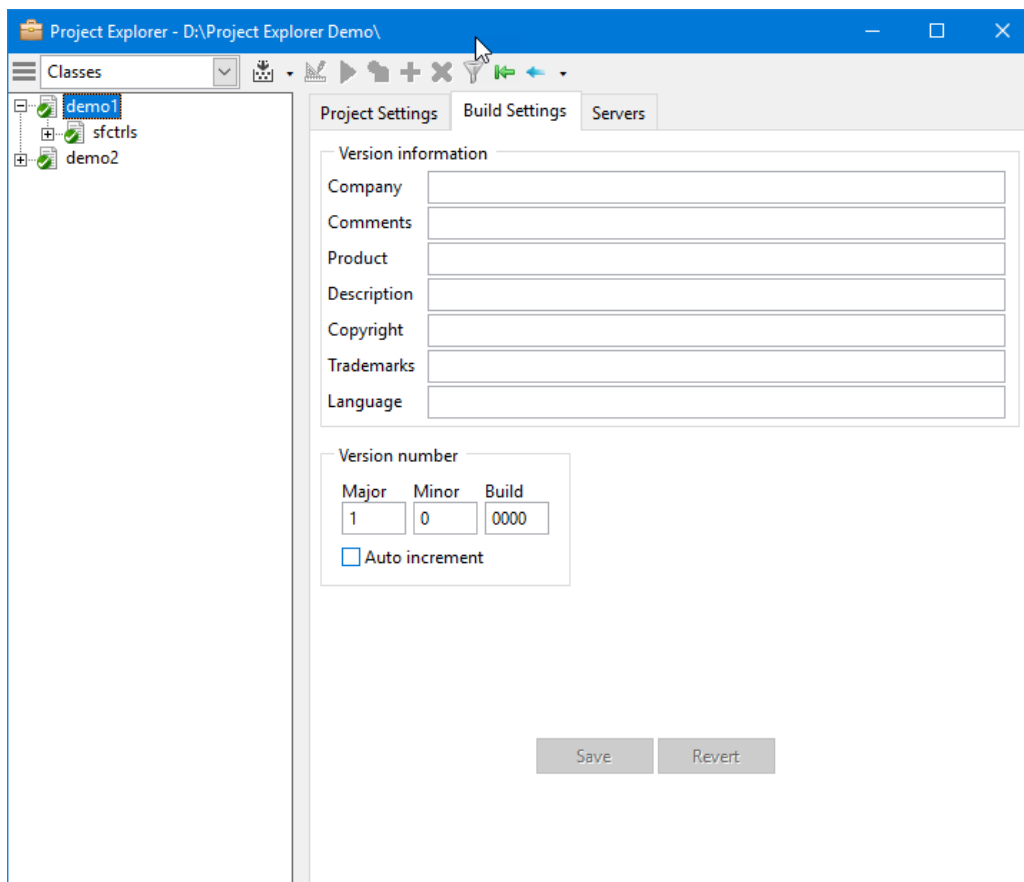 Project Explorer - D:\Project Explorer Demo\
Classes
demo1
sfctrls
demo2
Project Settings Build Settings Servers
Version information
Company
Comments
Product
Description
Copyright
Trademarks
Language
Version number
Major Minor Build
1 0 0000
Auto increment
Save Revert